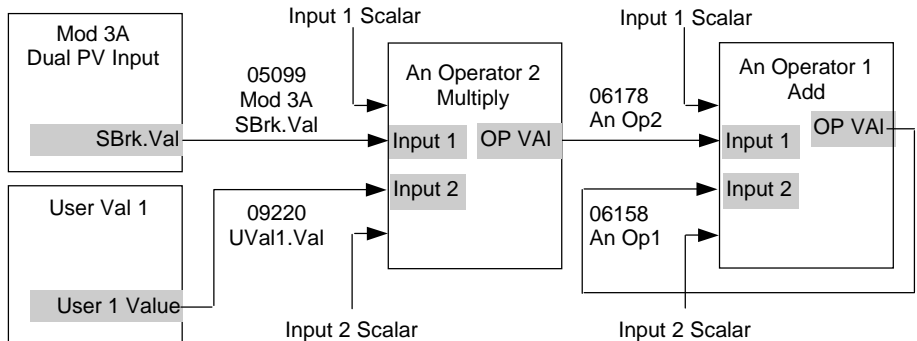 Mod 3A
Dual PV Input
SBrk.Val
User Val 1
User 1 Value
05099
Mod 3A
SBrk.Val
09220
UVal1.Val
Input 1 Scalar
An Operator 2
Multiply
Input 1
OP VAl
Input 2
Input 2 Scalar
06178
An Op2
06158
An Op1
Input 1 Scalar
An Operator 1
Add
Input 1
OP VAl
Input 2
Input 2 Scalar